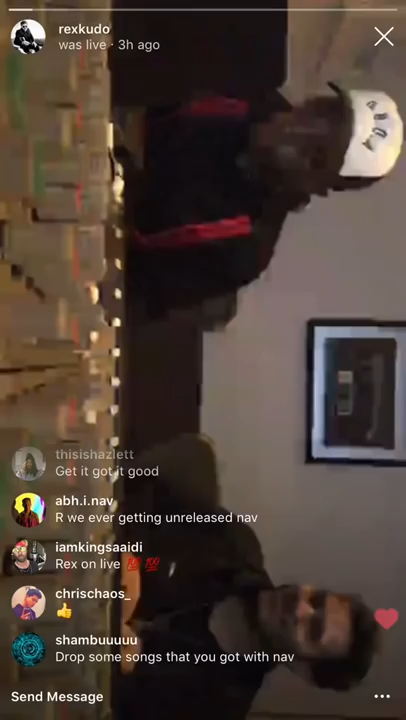 rexkudo
was live · 3h ago
thisishazlett
Get it got it good
abh.i.nav
R we ever getting unreleased nav
iamkingsaaidi
Rex on live 💯 💯
chrischaos_
👍
shambuuuuu
Drop some songs that you got with nav
Send Message